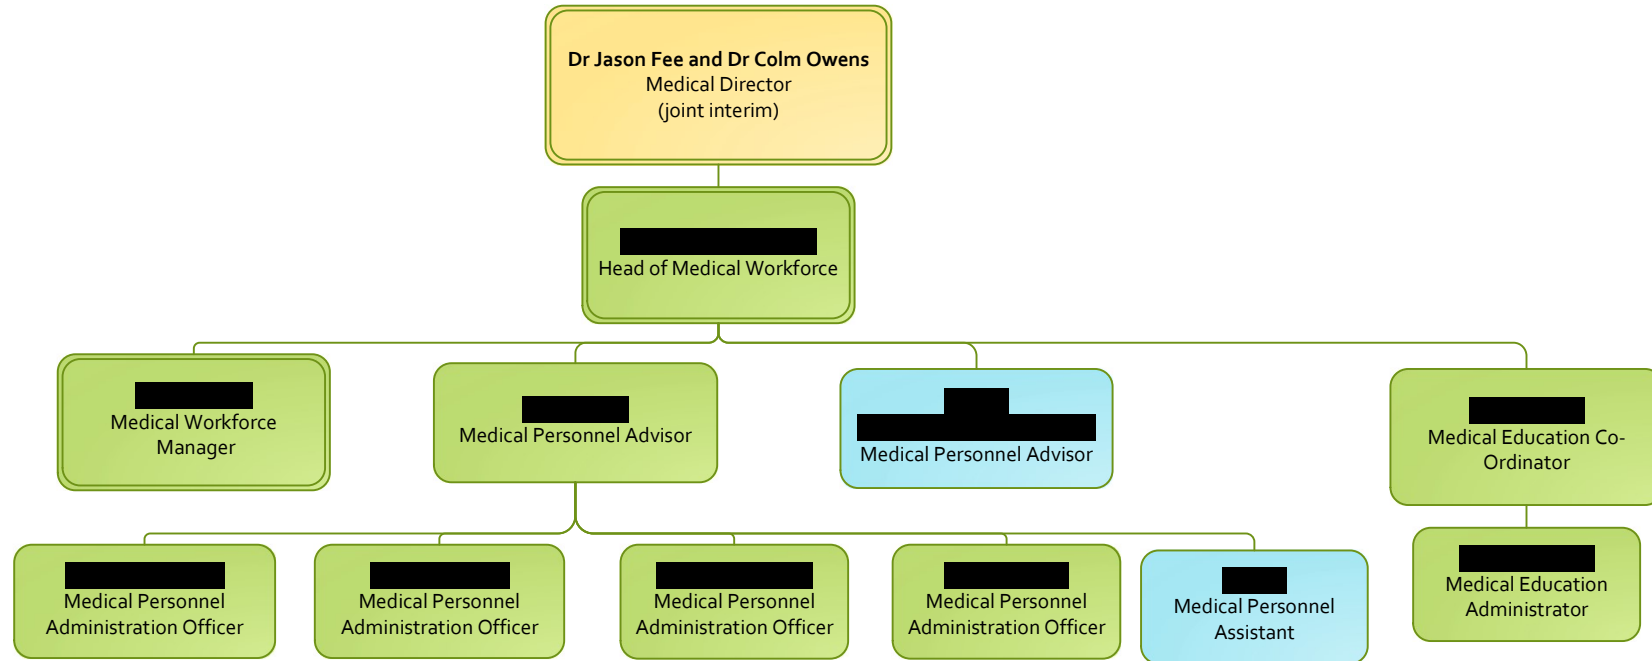 Dr Jason Fee and Dr Colm Owens
Medical Director
(joint interim)
Head of Medical Workforce
Medical Workforce
Manager
Medical Personnel Advisor
Medical Personnel Advisor
Medical Education Co-
Ordinator
Medical Personnel
Administration Officer
Medical Personnel
Administration Officer
Medical Personnel
Administration Officer
Medical Personnel
Administration Officer
Medical Personnel
Assistant
Medical Education
Administrator